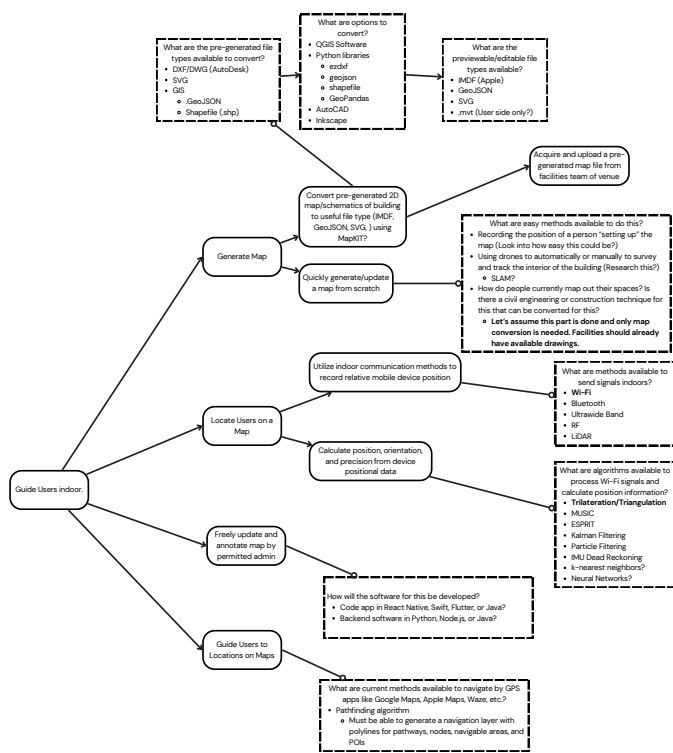 What are the pre-generated file
types available to convert?
• DXF/DWG (AutoDesk)
• SVG
• GIS
○ .GeoJSON
○ Shapefile (.shp)
What are options to
convert?
• QGIS Software
• Python libraries
○ ezdxf
○ geojson
○ shapefile
○ GeoPandas
• AutoCAD
• Inkscape
What are the
previewable/editable file
types available?
• IMDF (Apple)
• GeoJSON
• SVG
• .mvt (User side only?)
Acquire and upload a pre-
generated map file from
facilities team of venue
Convert pre-generated 2D
map/schematics of building
to useful file type (IMDF,
GeoJSON, SVG, ) using
MapKIT?
Generate Map
Quickly generate/update
a map from scratch
What are easy methods available to do this?
• Recording the position of a person "setting up" the
map (Look into how easy this could be?)
• Using drones to automatically or manually to survey
and track the interior of the building (Research this?)
○ SLAM?
• How do people currently map out their spaces? Is
there a civil engineering or construction technique for
this that can be converted for this?
○ Let's assume this part is done and only map
conversion is needed. Facilities should already
have available drawings.
Utilize indoor communication methods to
record relative mobile device position
What are methods available to
send signals indoors?
• Wi-Fi
• Bluetooth
• Ultrawide Band
• RF
• LiDAR
Locate Users on a
Map
Calculate position, orientation,
and precision from device
positional data
What are algorithms available to
process Wi-Fi signals and
calculate position information?
• Trilateration/Triangulation
• MUSIC
• ESPRIT
• Kalman Filtering
• Particle Filtering
• IMU Dead Reckoning
• k-nearest neighbors?
• Neural Networks?
Guide Users indoor.
Freely update and
annotate map by
permitted admin
How will the software for this be developed?
• Code app in React Native, Swift, Flutter, or Java?
• Backend software in Python, Node.js, or Java?
Guide Users to
Locations on Maps
What are current methods available to navigate by GPS
apps like Google Maps, Apple Maps, Waze, etc.?
• Pathfinding algorithm
○ Must be able to generate a navigation layer with
polylines for pathways, nodes, navigable areas, and
POIs